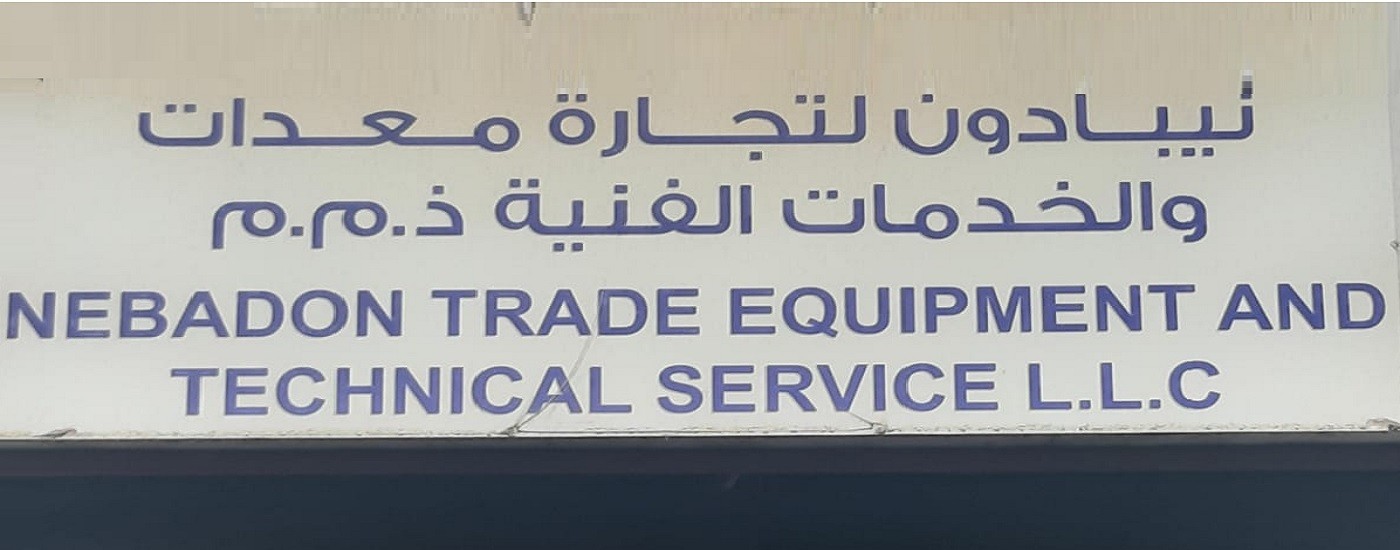 نيبادون لتجارة معدات
والخدمات الفنية ذ.م.م
NEBADON TRADE EQUIPMENT AND
TECHNICAL SERVICE L.L.C